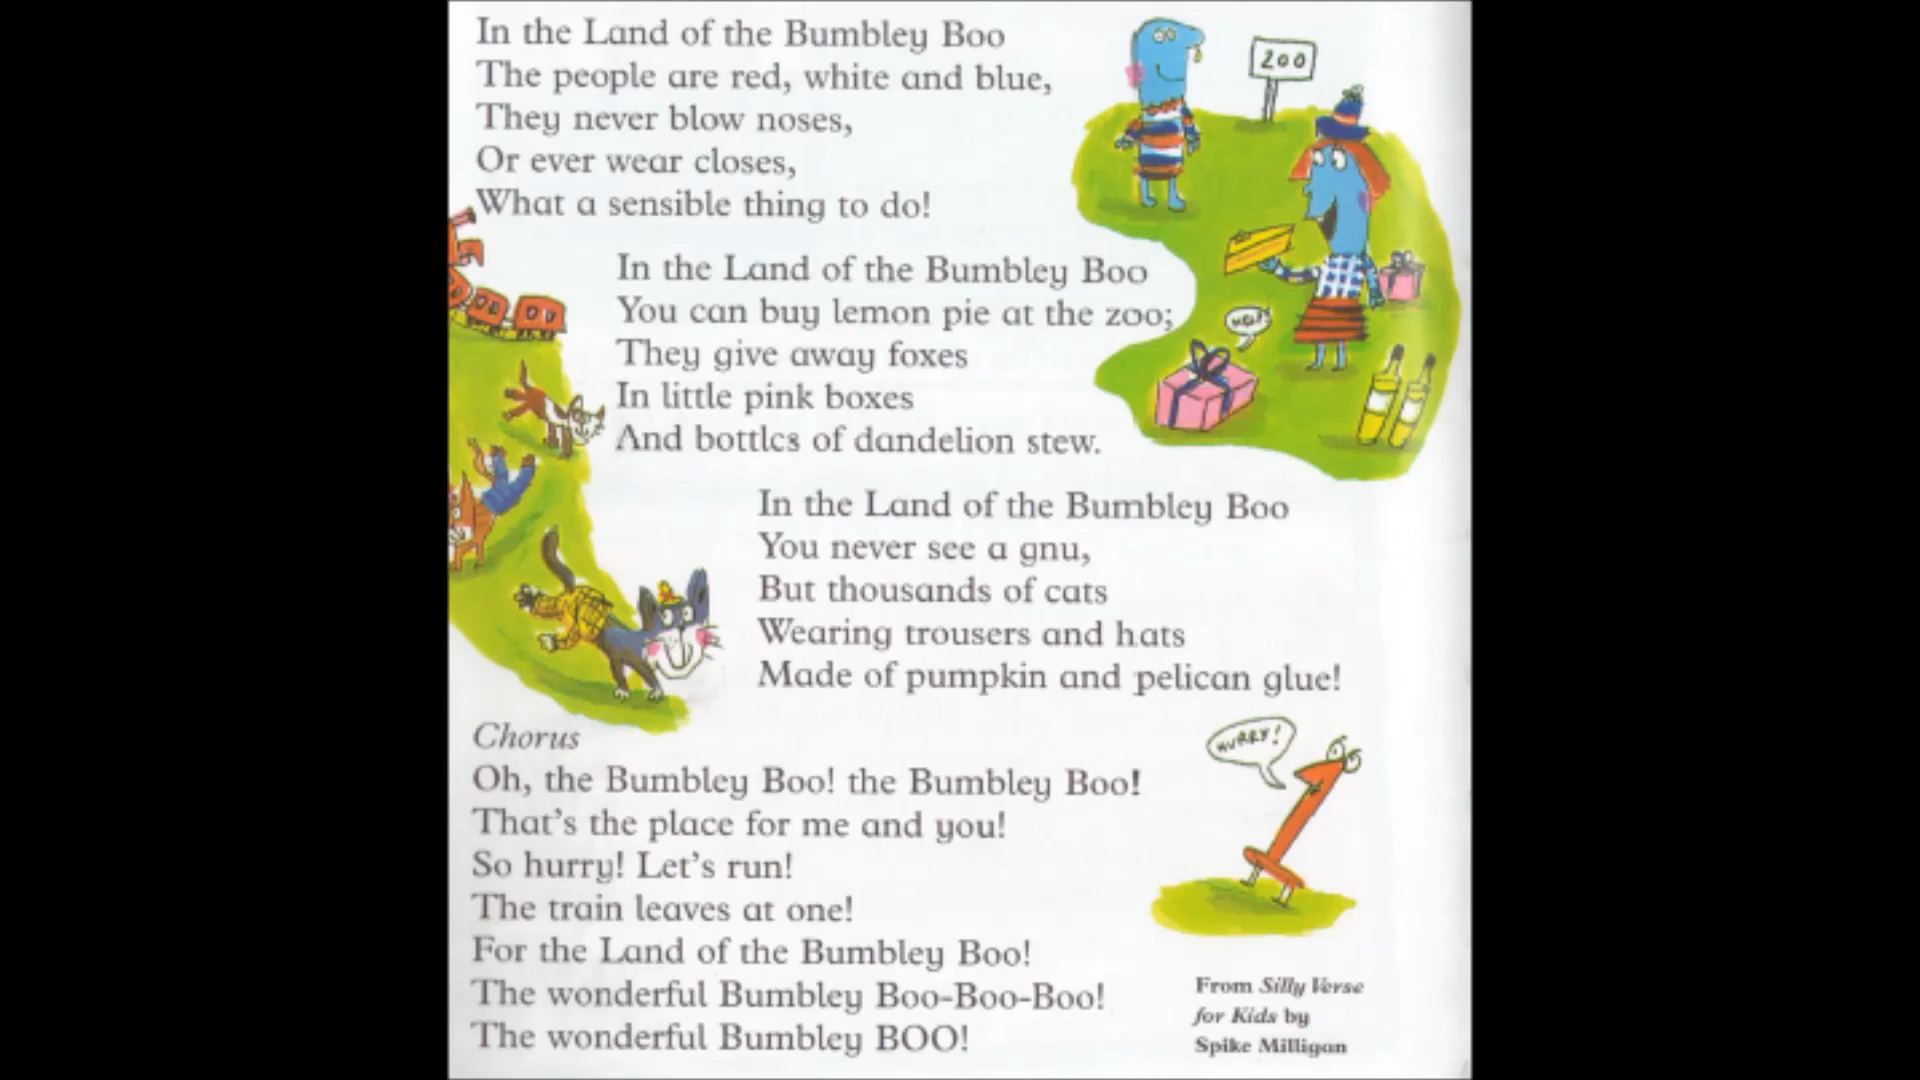 In the Land of the Bumbley Boo
The people are red, white and blue,
They never blow noses,
Or ever wear closes,
What a sensible thing to do!
ZOO
In the Land of the Bumbley Boo
You can buy lemon pie at the zoo;
They give away foxes
In little pink boxes
And bottles of dandelion stew.
HELP!
In the Land of the Bumbley Boo
You never see a gnu,
But thousands of cats
Wearing trousers and hats
Made of pumpkin and pelican glue!
Chorus
Oh, the Bumbley Boo! the Bumbley Boo!
That's the place for me and you!
So hurry! Let's run!
The train leaves at one!
For the Land of the Bumbley Boo!
The wonderful Bumbley Boo-Boo-Boo!
The wonderful Bumbley BOO!
HURRY!
From Silly Verse
for Kids by
Spike Milligan